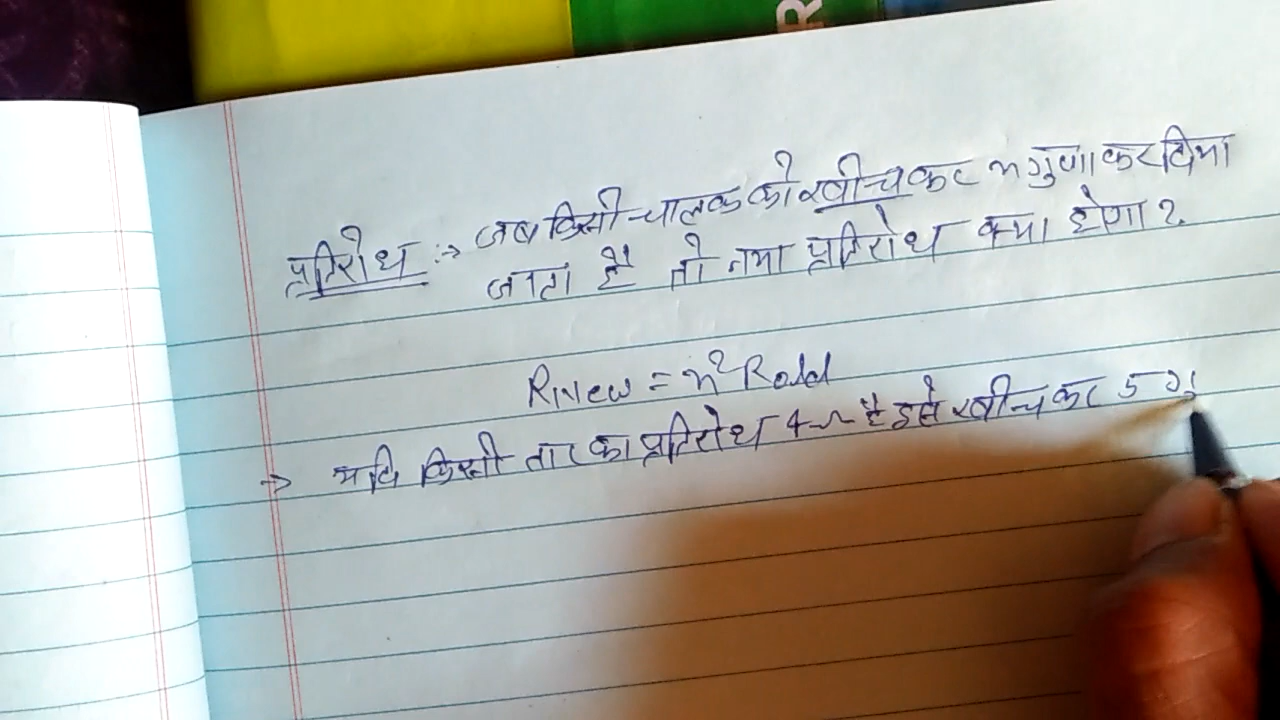 R
प्रतिरोध :→ जब किसी चालक को खींचकर n गुणा कर दिया
जाता है तो नया प्रतिरोध क्या होगा ?
RNew = n² Rold
→ यदि किसी तार का प्रतिरोध 4Ω है इसे खींचकर 5 गु